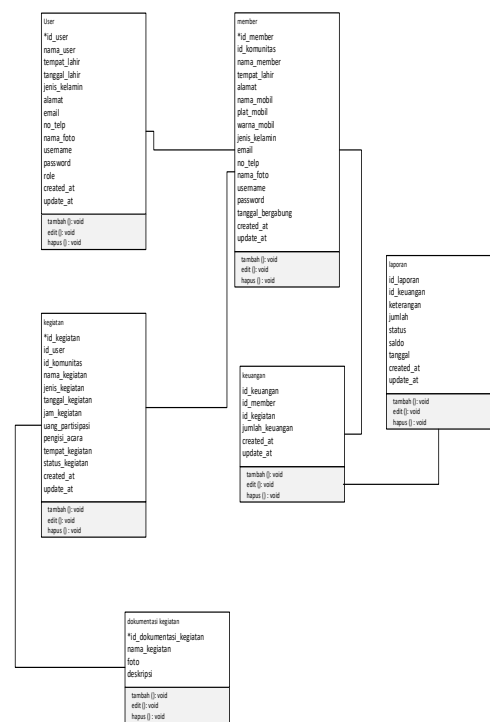 User
*id_user
nama_user
tempat_lahir
tanggal_lahir
jenis_kelamin
alamat
email
no_telp
nama_foto
username
password
role
created_at
update_at
tambah (): void
edit (): void
hapus () : void
member
*id_member
id_komunitas
nama_member
tempat_lahir
alamat
nama_mobil
plat_mobil
warna_mobil
jenis_kelamin
email
no_telp
nama_foto
username
password
tanggal_bergabung
created_at
update_at
tambah (): void
edit (): void
hapus () : void
laporan
id_laporan
id_keuangan
keterangan
jumlah
status
saldo
tanggal
created_at
update_at
tambah (): void
edit (): void
hapus () : void
kegiatan
*id_kegiatan
id_user
id_komunitas
nama_kegiatan
jenis_kegiatan
tanggal_kegiatan
jam_kegiatan
uang_partisipasi
pengisi_acara
tempat_kegiatan
status_kegiatan
created_at
update_at
tambah (): void
edit (): void
hapus () : void
keuangan
id_keuangan
id_member
id_kegiatan
jumlah_keuangan
created_at
update_at
tambah (): void
edit (): void
hapus () : void
dokumentasi kegiatan
*id_dokumentasi_kegiatan
nama_kegiatan
foto
deskripsi
tambah (): void
edit (): void
hapus () : void